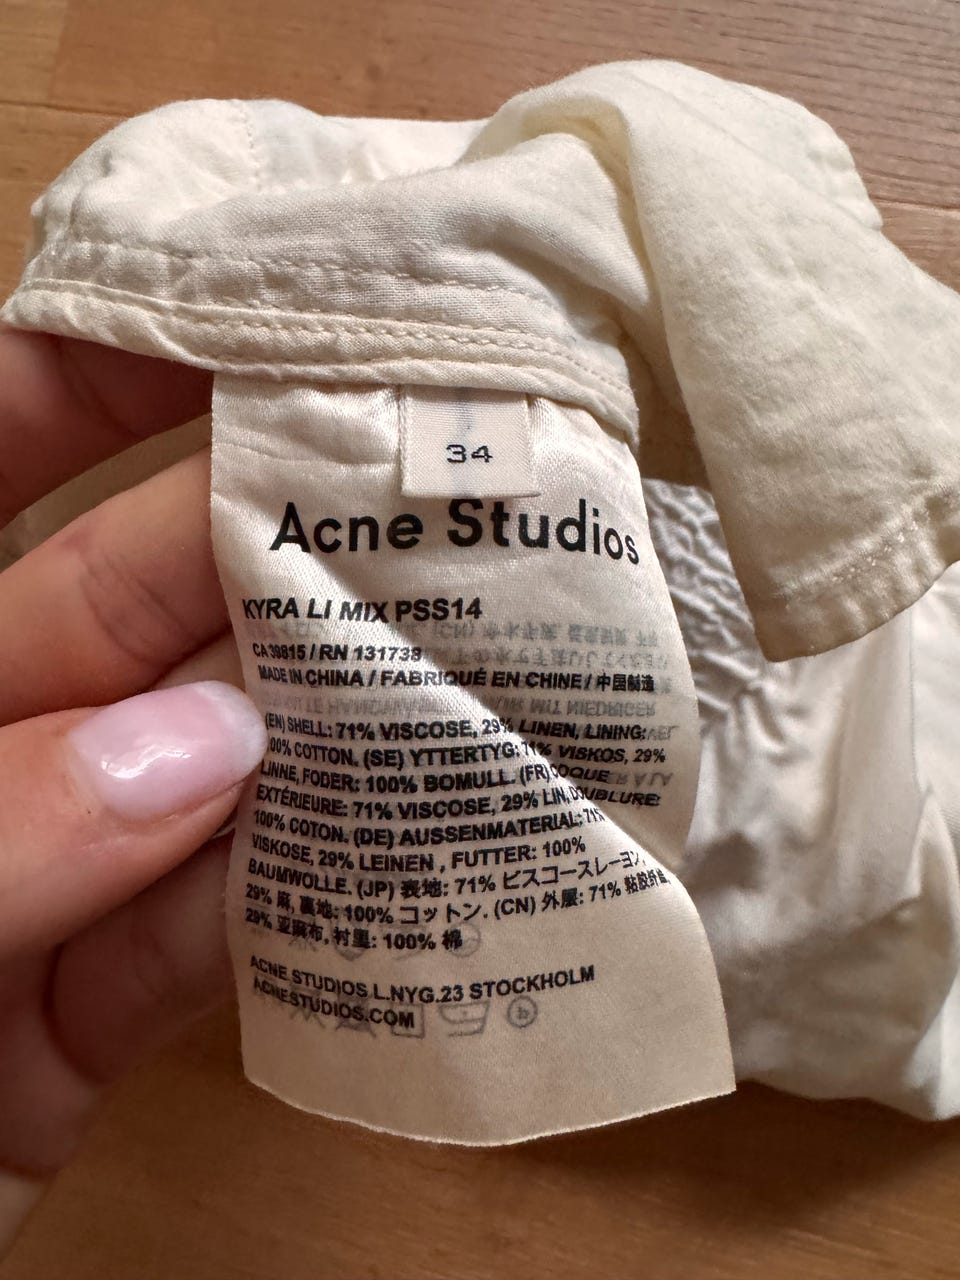 34
Acne Studios
KYRA LI MIX PSS14
CA 39815 / RN 131738
MADE IN CHINA / FABRIQUÉ EN CHINE / 中国制造
(EN) SHELL: 71% VISCOSE, 29% LINEN, LINING:
00% COTTON. (SE) YTTERTYG: 71% VISKOS, 29%
LINNE, FODER: 100% BOMULL. (FR) COQUE
EXTÉRIEURE: 71% VISCOSE, 29% LIN, DOUBLURE:
100% COTON. (DE) AUSSENMATERIAL: 71%
VISKOSE, 29% LEINEN , FUTTER: 100%
BAUMWOLLE. (JP) 表地: 71% ビスコースレーヨン,
29% 麻, 裏地: 100% コットン. (CN) 外层: 71% 粘胶纤维,
29% 亚麻布, 衬里: 100% 棉
ACNE STUDIOS L.NYG.23 STOCKHOLM
ACNESTUDIOS.COM